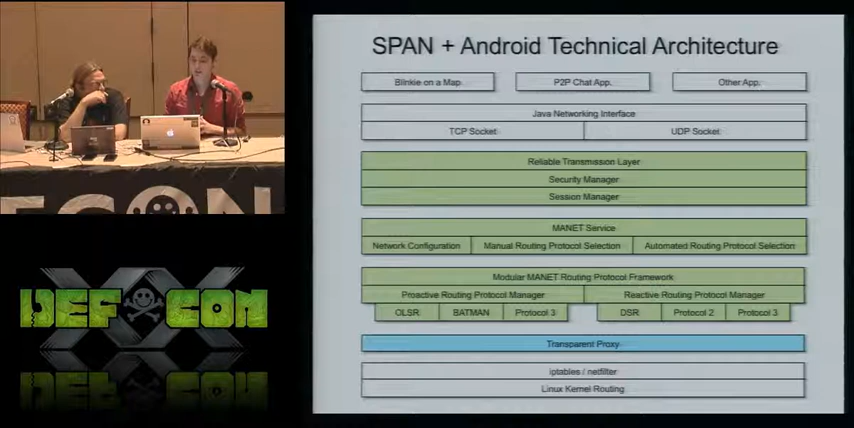 SPAN + Android Technical Architecture
Blinkie on a Map
P2P Chat App.
Other App.
Java Networking Interface
TCP Socket
UDP Socket
Reliable Transmission Layer
Security Manager
Session Manager
MANET Service
Network Configuration
Manual Routing Protocol Selection
Automated Routing Protocol Selection
Modular MANET Routing Protocol Framework
Proactive Routing Protocol Manager
Reactive Routing Protocol Manager
OLSR
BATMAN
Protocol 3
DSR
Protocol 2
Protocol 3
Transparent Proxy
iptables / netfilter
Linux Kernel Routing
DEF CON
XX